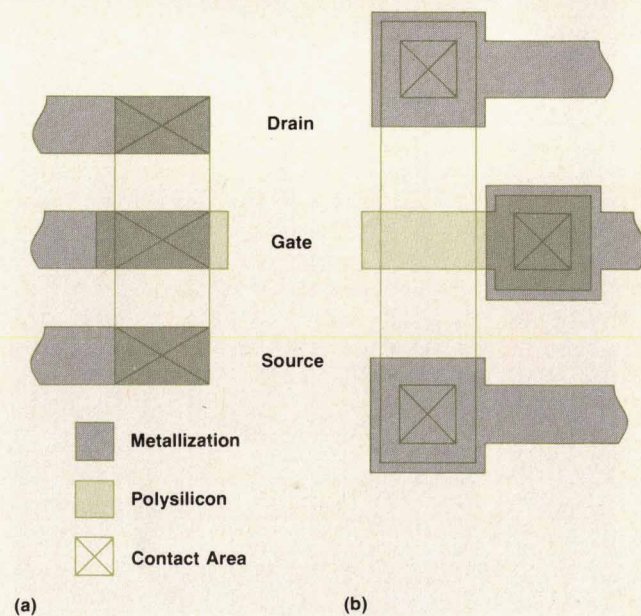 Drain
Gate
Source
Metallization
Polysilicon
Contact Area
(a)
(b)